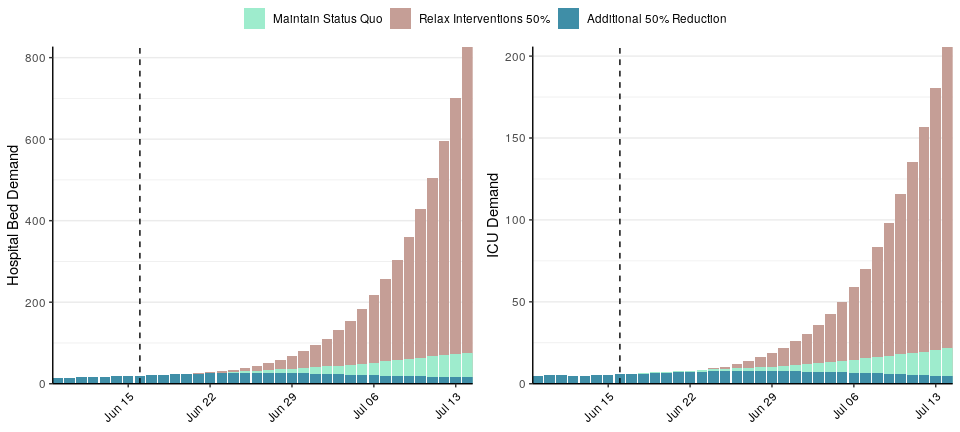 Maintain Status Quo Relax Interventions 50% Additional 50% Reduction
Hospital Bed Demand
800
600
400
200
0
Jun 15 Jun 22 Jun 29 Jul 06 Jul 13
ICU Demand
200
150
100
50
0
Jun 15 Jun 22 Jun 29 Jul 06 Jul 13